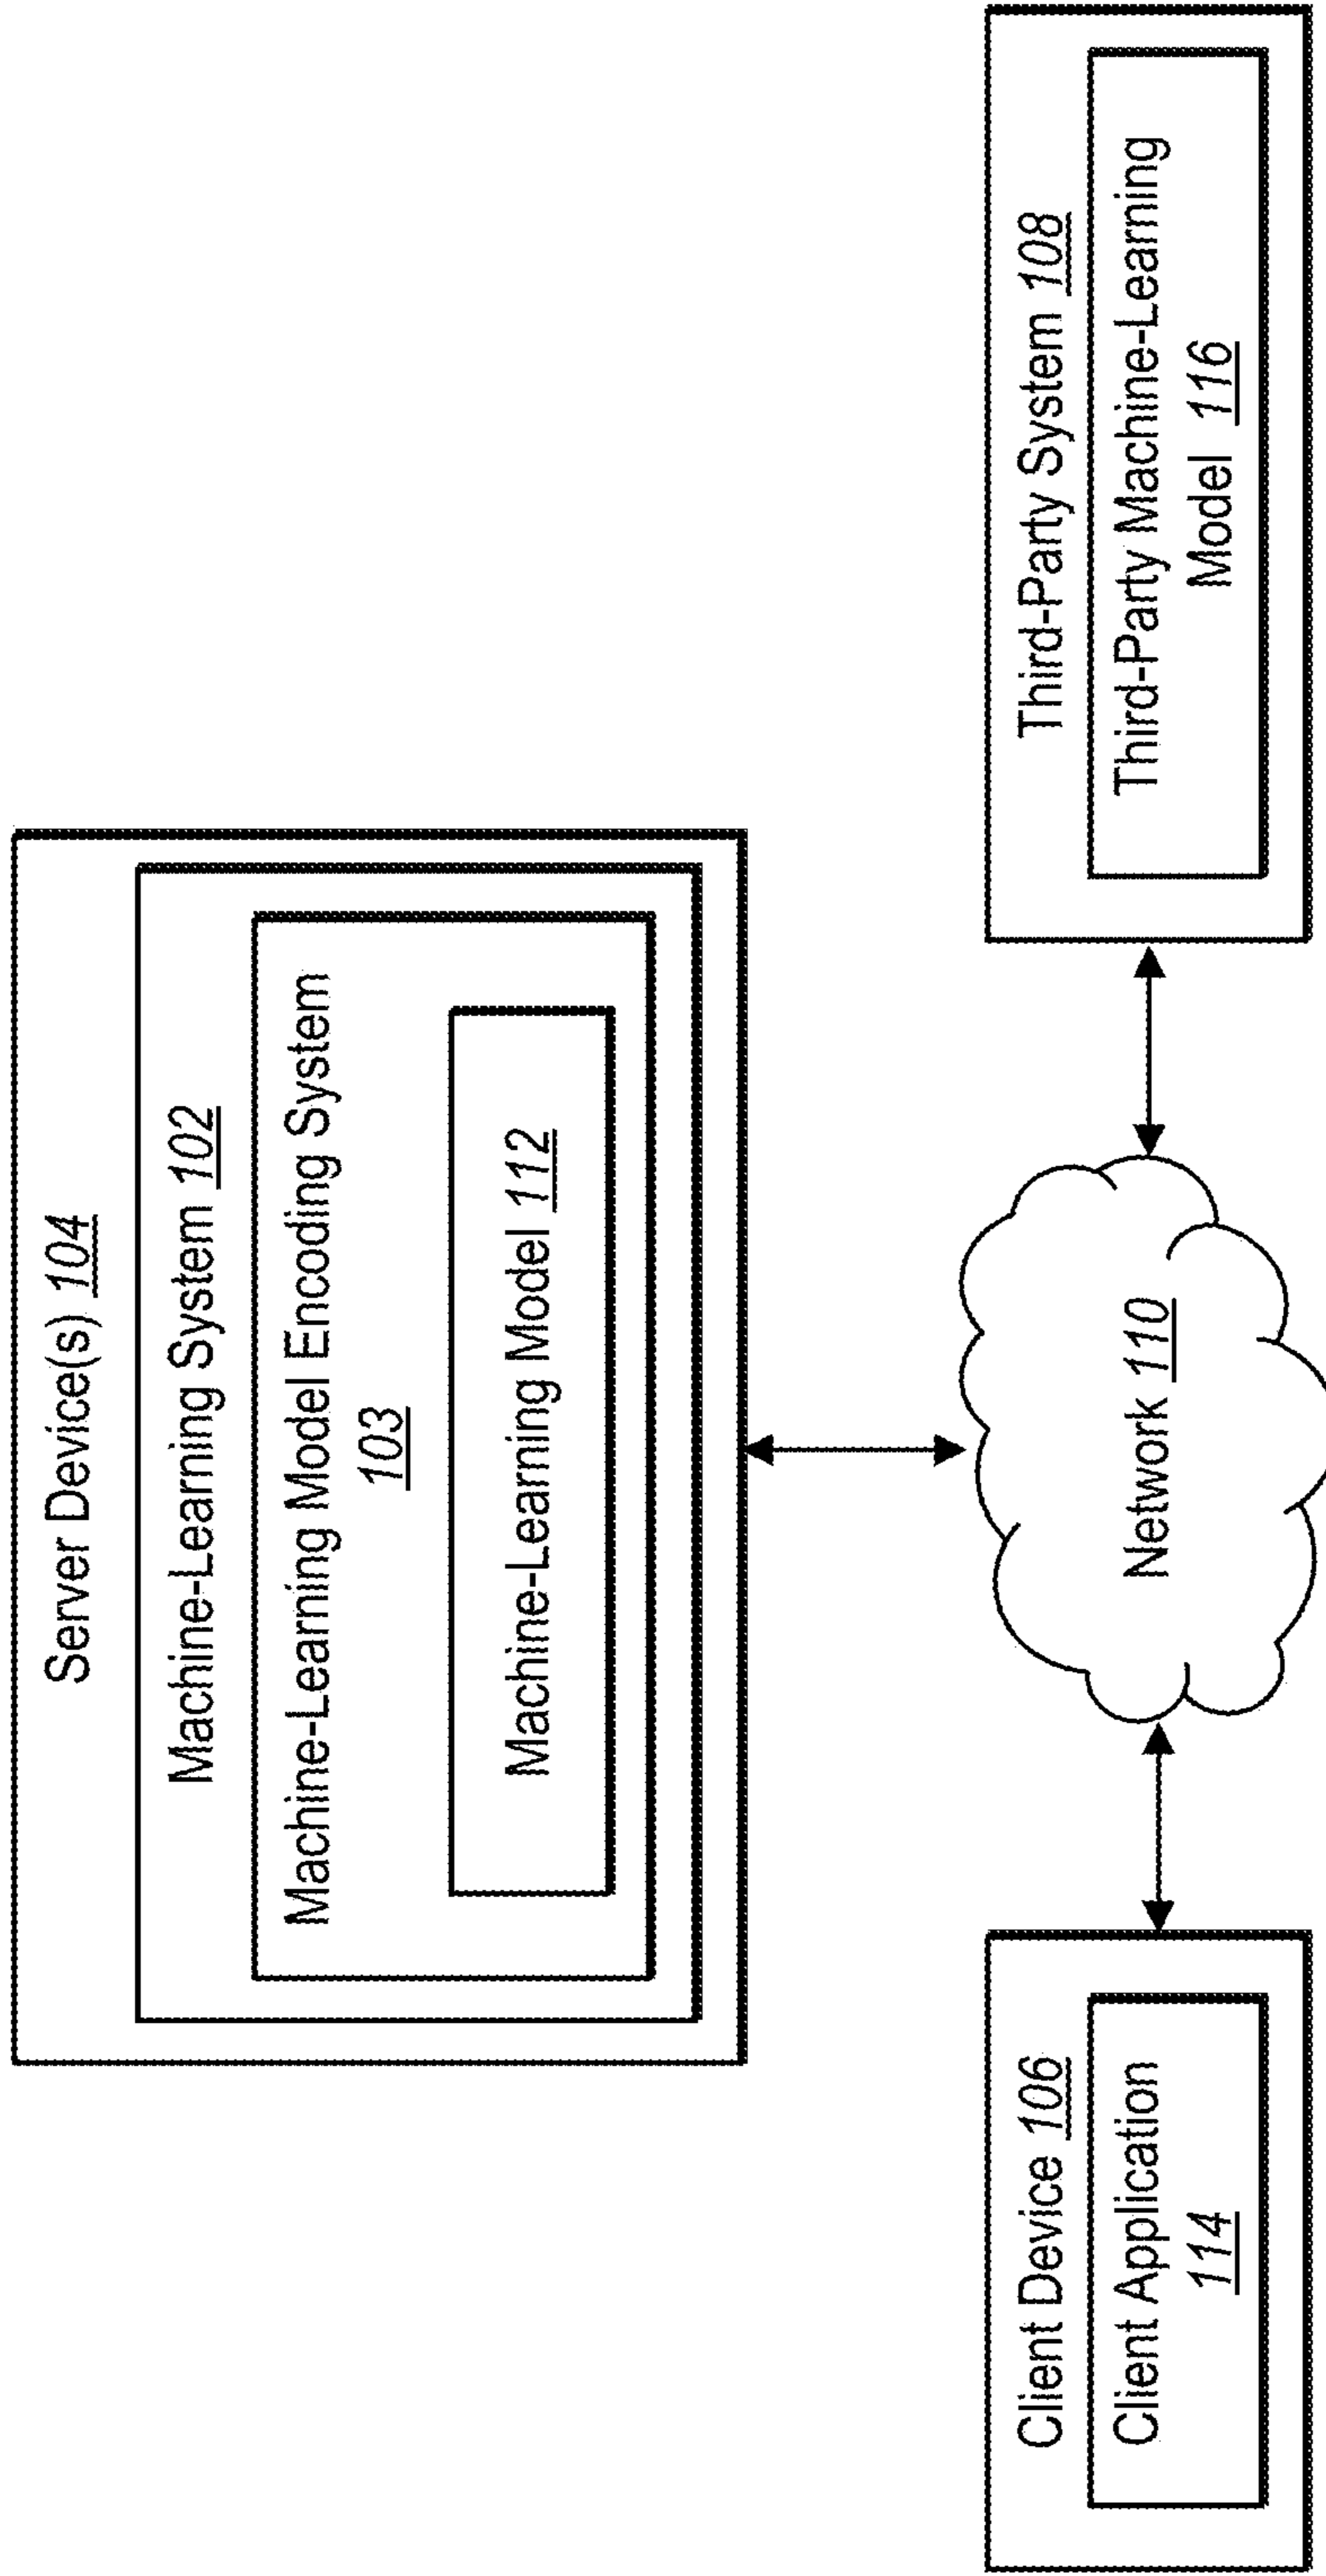 Server Device(s) 104
Machine-Learning System 102
Machine-Learning Model Encoding System
103
Machine-Learning Model 112
Network 110
Client Device 106
Client Application
114
Third-Party System 108
Third-Party Machine-Learning
Model 116